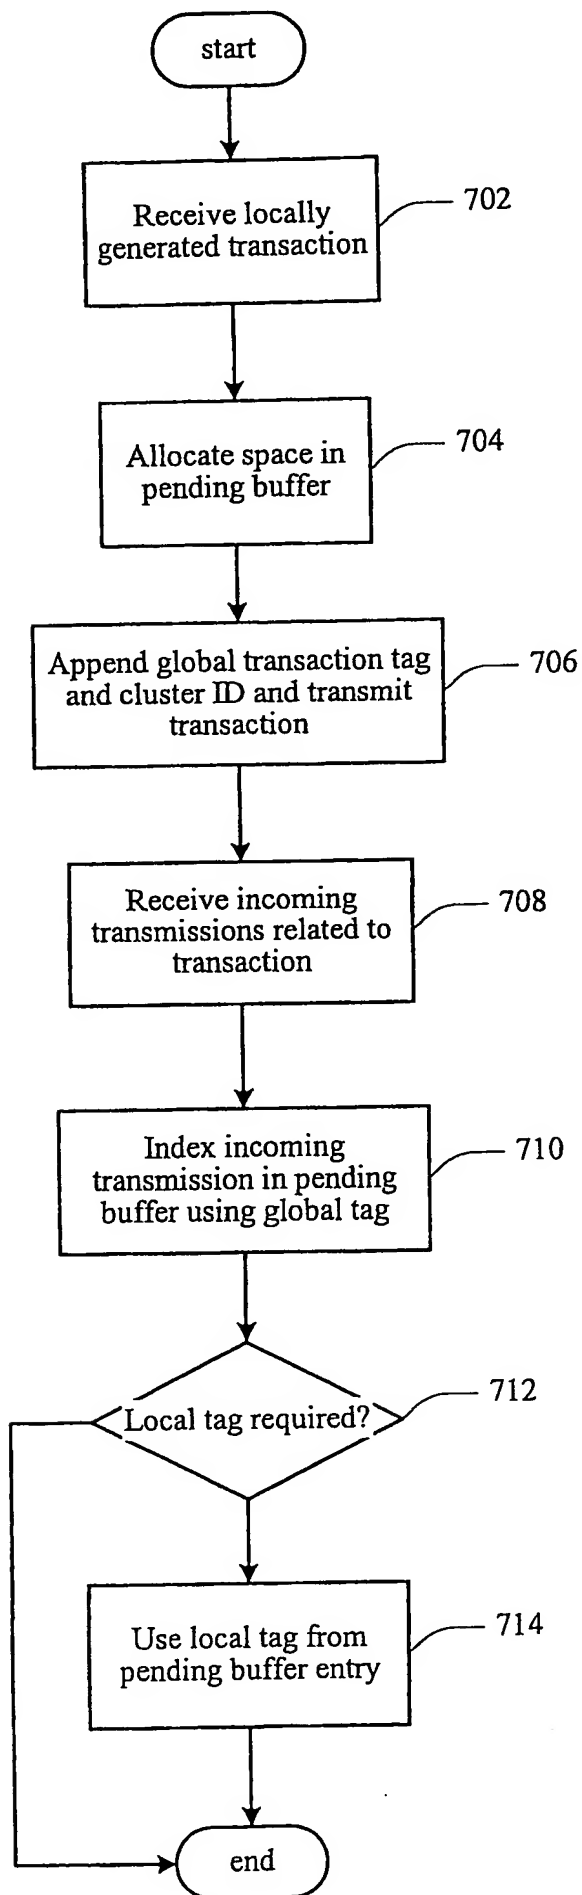 start
Receive locally
generated transaction
702
Allocate space in
pending buffer
704
Append global transaction tag
and cluster ID and transmit
transaction
706
Receive incoming
transmissions related to
transaction
708
Index incoming
transmission in pending
buffer using global tag
710
Local tag required?
712
Use local tag from
pending buffer entry
714
end